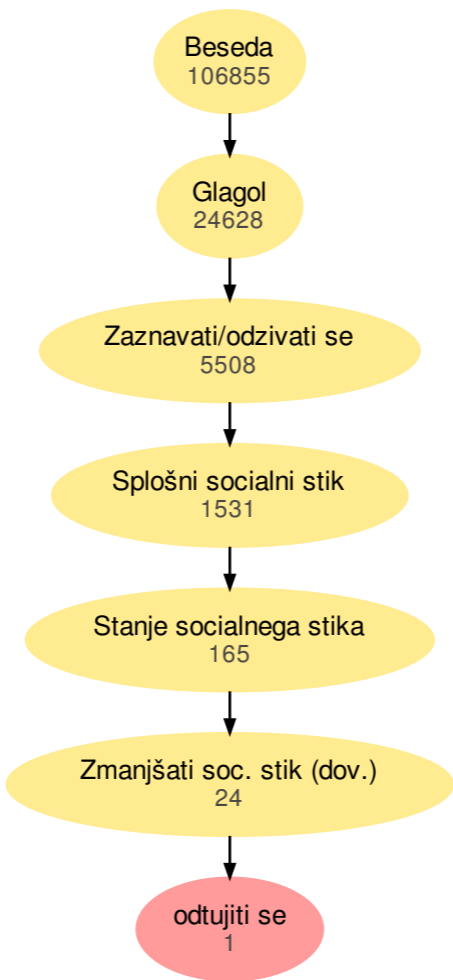 Beseda
106855
Glagol
24628
Zaznavati/odzivati se
5508
Splošni socialni stik
1531
Stanje socialnega stika
165
Zmanjšati soc. stik (dov.)
24
odtujiti se
1